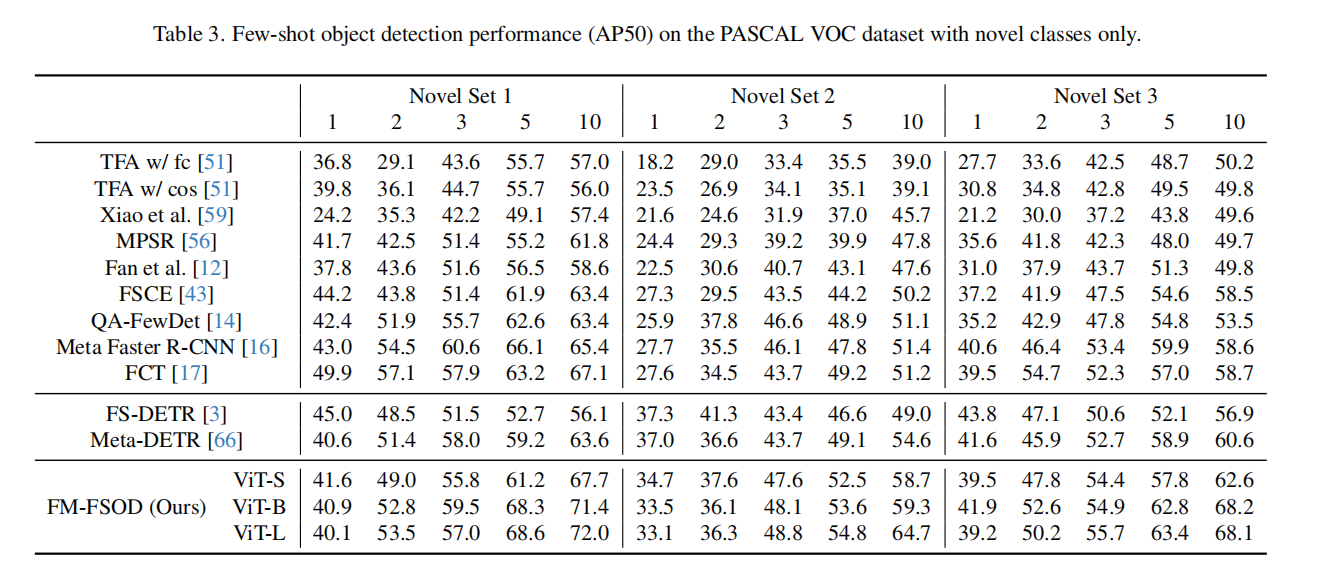 Table 3. Few-shot object detection performance (AP50) on the PASCAL VOC dataset with novel classes only.
Novel Set 1 Novel Set 2 Novel Set 3
1 2 3 5 10 1 2 3 5 10 1 2 3 5 10
TFA w/ fc [51] 36.8 29.1 43.6 55.7 57.0 18.2 29.0 33.4 35.5 39.0 27.7 33.6 42.5 48.7 50.2
TFA w/ cos [51] 39.8 36.1 44.7 55.7 56.0 23.5 26.9 34.1 35.1 39.1 30.8 34.8 42.8 49.5 49.8
Xiao et al. [59] 24.2 35.3 42.2 49.1 57.4 21.6 24.6 31.9 37.0 45.7 21.2 30.0 37.2 43.8 49.6
MPSR [56] 41.7 42.5 51.4 55.2 61.8 24.4 29.3 39.2 39.9 47.8 35.6 41.8 42.3 48.0 49.7
Fan et al. [12] 37.8 43.6 51.6 56.5 58.6 22.5 30.6 40.7 43.1 47.6 31.0 37.9 43.7 51.3 49.8
FSCE [43] 44.2 43.8 51.4 61.9 63.4 27.3 29.5 43.5 44.2 50.2 37.2 41.9 47.5 54.6 58.5
QA-FewDet [14] 42.4 51.9 55.7 62.6 63.4 25.9 37.8 46.6 48.9 51.1 35.2 42.9 47.8 54.8 53.5
Meta Faster R-CNN [16] 43.0 54.5 60.6 66.1 65.4 27.7 35.5 46.1 47.8 51.4 40.6 46.4 53.4 59.9 58.6
FCT [17] 49.9 57.1 57.9 63.2 67.1 27.6 34.5 43.7 49.2 51.2 39.5 54.7 52.3 57.0 58.7
FS-DETR [3] 45.0 48.5 51.5 52.7 56.1 37.3 41.3 43.4 46.6 49.0 43.8 47.1 50.6 52.1 56.9
Meta-DETR [66] 40.6 51.4 58.0 59.2 63.6 37.0 36.6 43.7 49.1 54.6 41.6 45.9 52.7 58.9 60.6
ViT-S 41.6 49.0 55.8 61.2 67.7 34.7 37.6 47.6 52.5 58.7 39.5 47.8 54.4 57.8 62.6
FM-FSOD (Ours) ViT-B 40.9 52.8 59.5 68.3 71.4 33.5 36.1 48.1 53.6 59.3 41.9 52.6 54.9 62.8 68.2
ViT-L 40.1 53.5 57.0 68.6 72.0 33.1 36.3 48.8 54.8 64.7 39.2 50.2 55.7 63.4 68.1